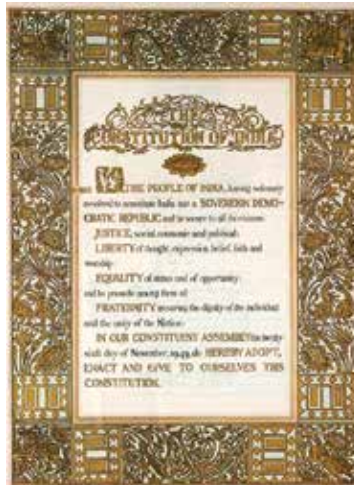 THE
CONSTITUTION OF INDIA
WE, THE PEOPLE OF INDIA, having solemnly
resolved to constitute India into a SOVEREIGN DEMO-
CRATIC REPUBLIC and to secure to all its citizens:
JUSTICE, social, economic and political;
LIBERTY of thought, expression, belief, faith and
worship;
EQUALITY of status and of opportunity;
and to promote among them all
FRATERNITY assuring the dignity of the individual
and the unity of the Nation;
IN OUR CONSTITUENT ASSEMBLY this twenty
sixth day of November, 1949, do HEREBY ADOPT,
ENACT AND GIVE TO OURSELVES THIS
CONSTITUTION.